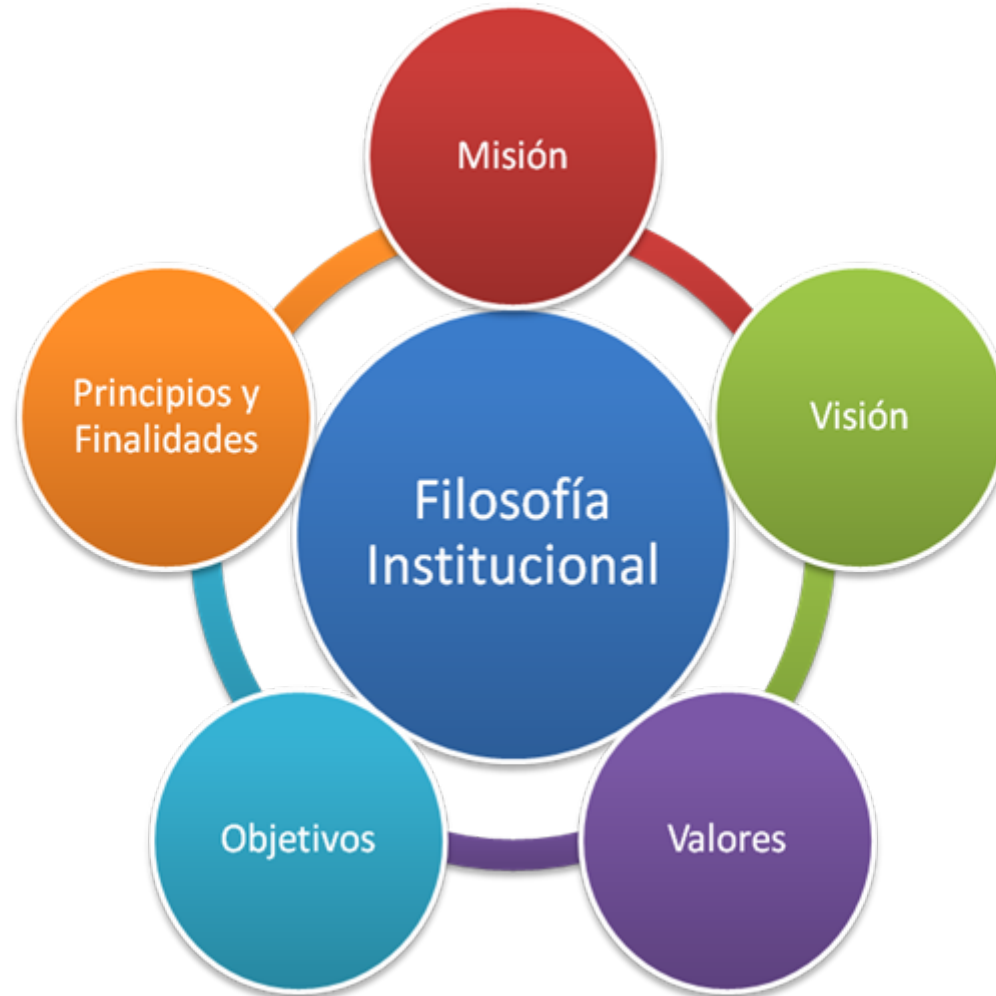 Misión
Visión
Valores
Objetivos
Principios y
Finalidades
Filosofía
Institucional